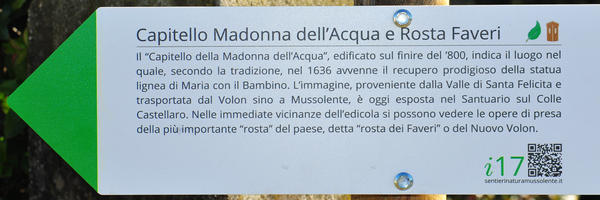 Capitello Madonna dell'Acqua e Rosta Faveri
Il "Capitello della Madonna dell'Acqua", edificato sul finire del '800, indica il luogo nel
quale, secondo la tradizione, nel 1636 avvenne il recupero prodigioso della statua
lignea di Maria con il Bambino. L'immagine, proveniente dalla Valle di Santa Felicita e
trasportata dal Volon sino a Mussolente, è oggi esposta nel Santuario sul Colle
Castellaro. Nelle immediate vicinanze dell'edicola si possono vedere le opere di presa
della più importante "rosta" del paese, detta "rosta dei Faveri" o del Nuovo Volon.
i17
sentierinaturamussolente.it